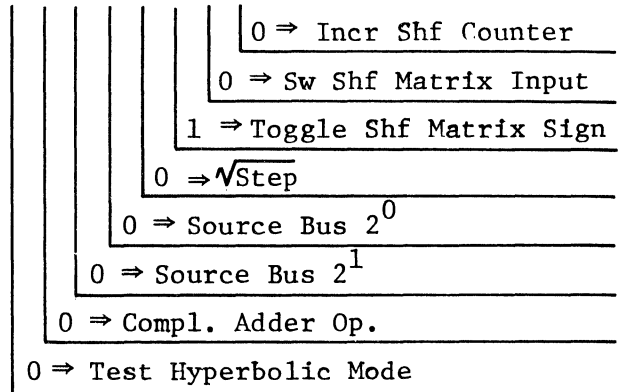 0 ⇒ Incr Shf Counter
0 ⇒ Sw Shf Matrix Input
1 ⇒ Toggle Shf Matrix Sign
0 ⇒ √Step
0 ⇒ Source Bus 2⁰
0 ⇒ Source Bus 2¹
0 ⇒ Compl. Adder Op.
0 ⇒ Test Hyperbolic Mode